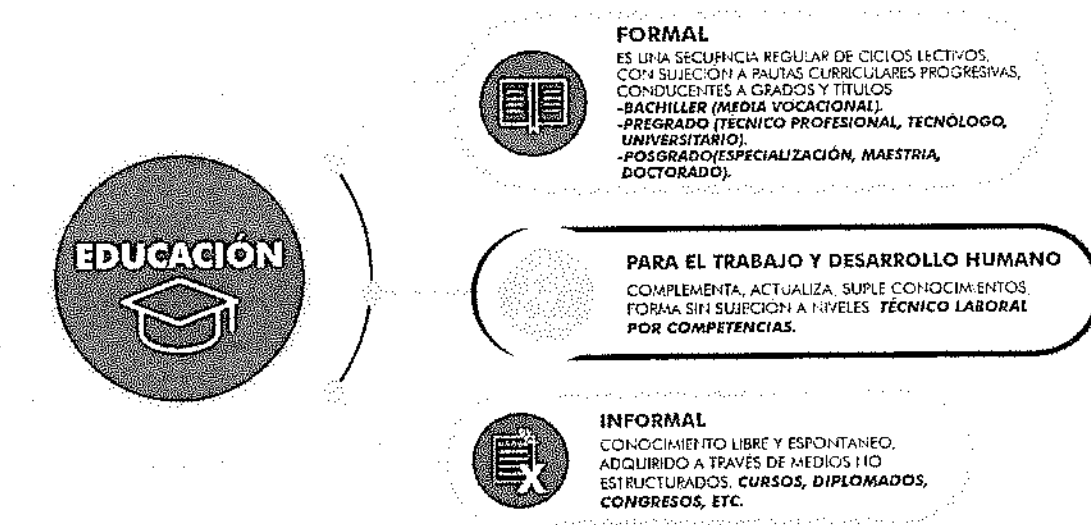 EDUCACIÓN
FORMAL
ES UNA SECUENCIA REGULAR DE CICLOS LECTIVOS,
CON SUJECION A PAUTAS CURRICULARES PROGRESIVAS,
CONDUCENTES A GRADOS Y TÍTULOS
-BACHILLER (MEDIA VOCACIONAL).
-PREGRADO (TÉCNICO PROFESIONAL, TECNÓLOGO,
UNIVERSITARIO).
-POSGRADO(ESPECIALIZACIÓN, MAESTRIA,
DOCTORADO).
PARA EL TRABAJO Y DESARROLLO HUMANO
COMPLEMENTA, ACTUALIZA, SUPLE CONOCIMIENTOS,
FORMA SIN SUJECIÓN A NIVELES. TÉCNICO LABORAL
POR COMPETENCIAS.
INFORMAL
CONOCIMIENTO LIBRE Y ESPONTANEO,
ADQUIRIDO A TRAVÉS DE MEDIOS NO
ESTRUCTURADOS. CURSOS, DIPLOMADOS,
CONGRESOS, ETC.